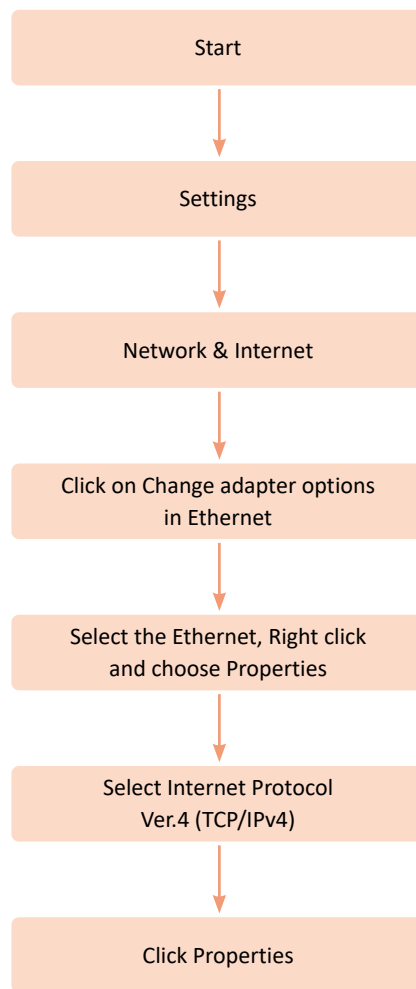 Start
Settings
Network & Internet
Click on Change adapter options
in Ethernet
Select the Ethernet, Right click
and choose Properties
Select Internet Protocol
Ver.4 (TCP/IPv4)
Click Properties